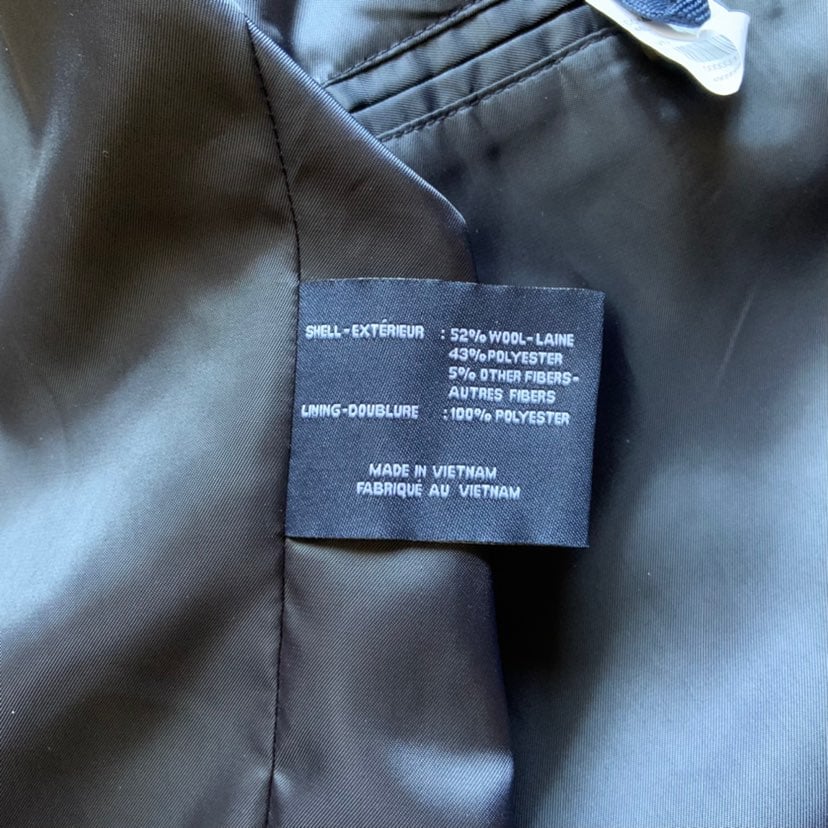 SHELL-EXTÉRIEUR : 52% WOOL-LAINE
43% POLYESTER
5% OTHER FIBERS-
AUTRES FIBERS
LINING-DOUBLURE : 100% POLYESTER
MADE IN VIETNAM
FABRIQUÉ AU VIETNAM